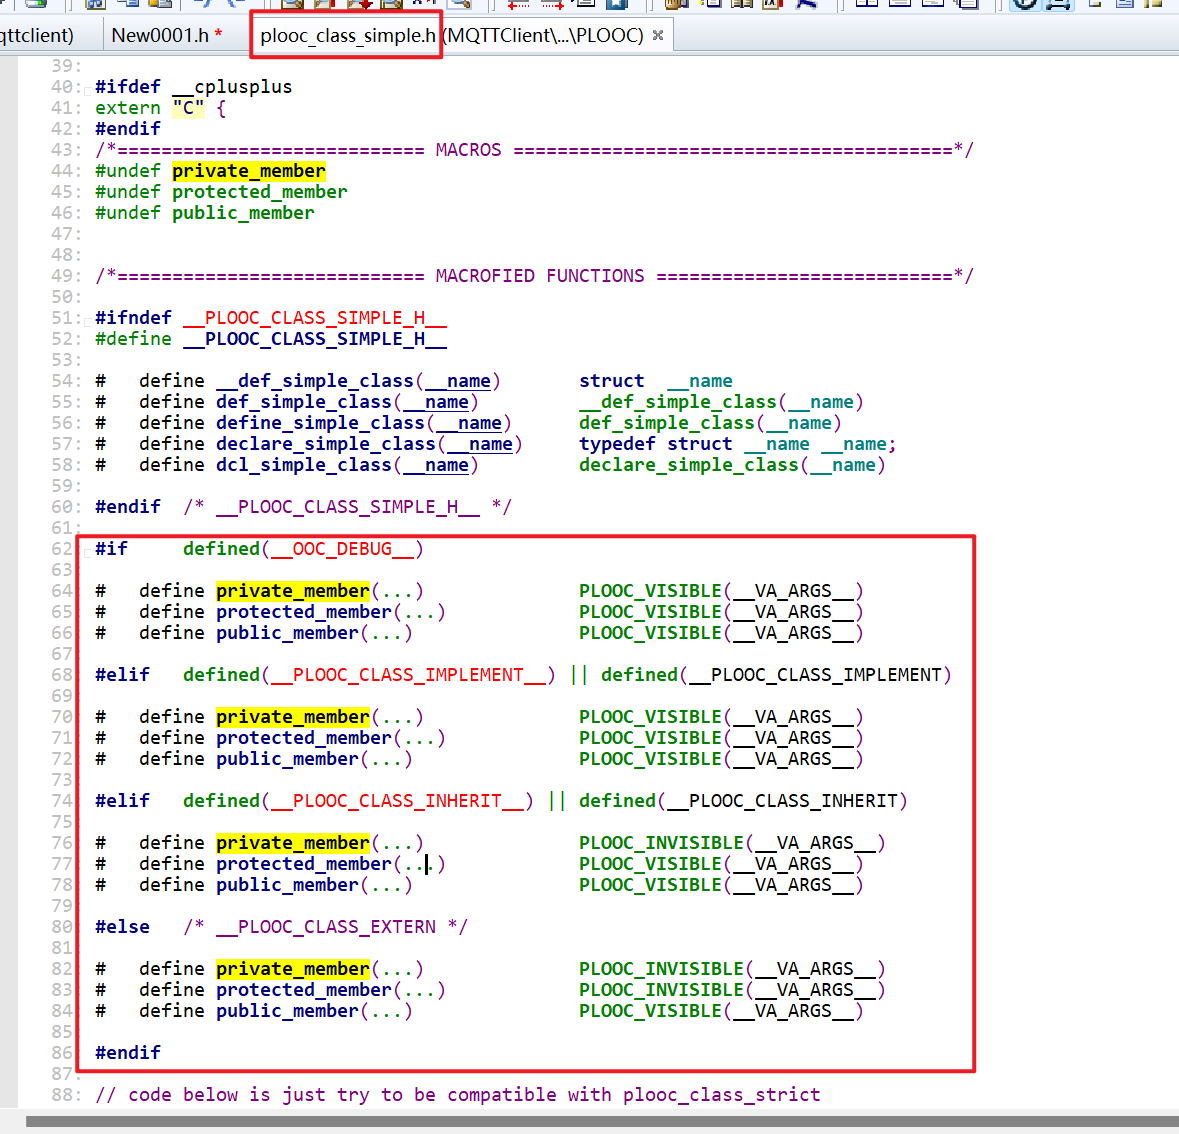 qttclient)   New0001.h *   plooc_class_simple.h (MQTTClient\...\PLOOC) ×
39:
40: #ifdef __cplusplus
41: extern "C" {
42: #endif
43: /*============================ MACROS ========================================*/
44: #undef private_member
45: #undef protected_member
46: #undef public_member
47:
48:
49: /*============================ MACROFIED FUNCTIONS ===========================*/
50:
51: #ifndef __PLOOC_CLASS_SIMPLE_H__
52: #define __PLOOC_CLASS_SIMPLE_H__
53:
54: #   define __def_simple_class(__name)       struct  __name
55: #   define def_simple_class(__name)         __def_simple_class(__name)
56: #   define define_simple_class(__name)      def_simple_class(__name)
57: #   define declare_simple_class(__name)     typedef struct __name __name;
58: #   define dcl_simple_class(__name)         declare_simple_class(__name)
59:
60: #endif  /* __PLOOC_CLASS_SIMPLE_H__ */
61:
62: #if     defined(__OOC_DEBUG__)
63:
64: #   define private_member(...)              PLOOC_VISIBLE(__VA_ARGS__)
65: #   define protected_member(...)            PLOOC_VISIBLE(__VA_ARGS__)
66: #   define public_member(...)               PLOOC_VISIBLE(__VA_ARGS__)
67:
68: #elif   defined(__PLOOC_CLASS_IMPLEMENT__) || defined(__PLOOC_CLASS_IMPLEMENT)
69:
70: #   define private_member(...)              PLOOC_VISIBLE(__VA_ARGS__)
71: #   define protected_member(...)            PLOOC_VISIBLE(__VA_ARGS__)
72: #   define public_member(...)               PLOOC_VISIBLE(__VA_ARGS__)
73:
74: #elif   defined(__PLOOC_CLASS_INHERIT__) || defined(__PLOOC_CLASS_INHERIT)
75:
76: #   define private_member(...)              PLOOC_INVISIBLE(__VA_ARGS__)
77: #   define protected_member(...)            PLOOC_VISIBLE(__VA_ARGS__)
78: #   define public_member(...)               PLOOC_VISIBLE(__VA_ARGS__)
79:
80: #else   /* __PLOOC_CLASS_EXTERN */
81:
82: #   define private_member(...)              PLOOC_INVISIBLE(__VA_ARGS__)
83: #   define protected_member(...)            PLOOC_INVISIBLE(__VA_ARGS__)
84: #   define public_member(...)               PLOOC_VISIBLE(__VA_ARGS__)
85:
86: #endif
87:
88: // code below is just try to be compatible with plooc_class_strict